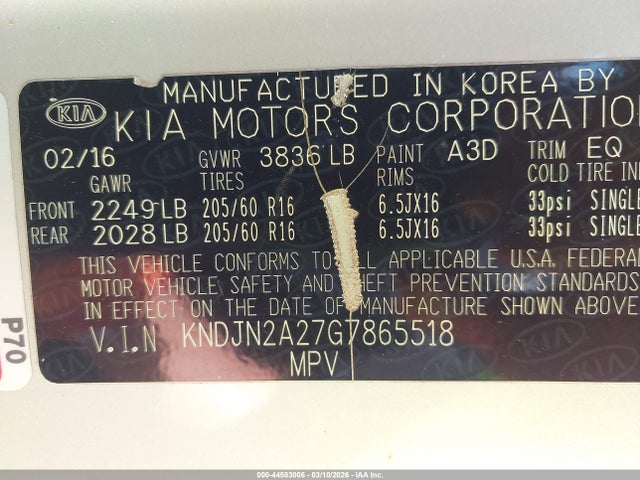 MANUFACTURED IN KOREA BY
KIA KIA MOTORS CORPORATION
02/16 GVWR 3836 LB PAINT A3D TRIM EQ
GAWR TIRES RIMS COLD TIRE INF
FRONT 2249 LB 205/60 R16 6.5JX16 33psi SINGLE
REAR 2028 LB 205/60 R16 6.5JX16 33psi SINGLE
THIS VEHICLE CONFORMS TO ALL APPLICABLE U.S.A. FEDERA
MOTOR VEHICLE SAFETY AND THEFT PREVENTION STANDARDS
IN EFFECT ON THE DATE OF MANUFACTURE SHOWN ABOVE
V.I.N KNDJN2A27G7865518
MPV
P70
000-44583006 - 03/10/2026 - IAA Inc.